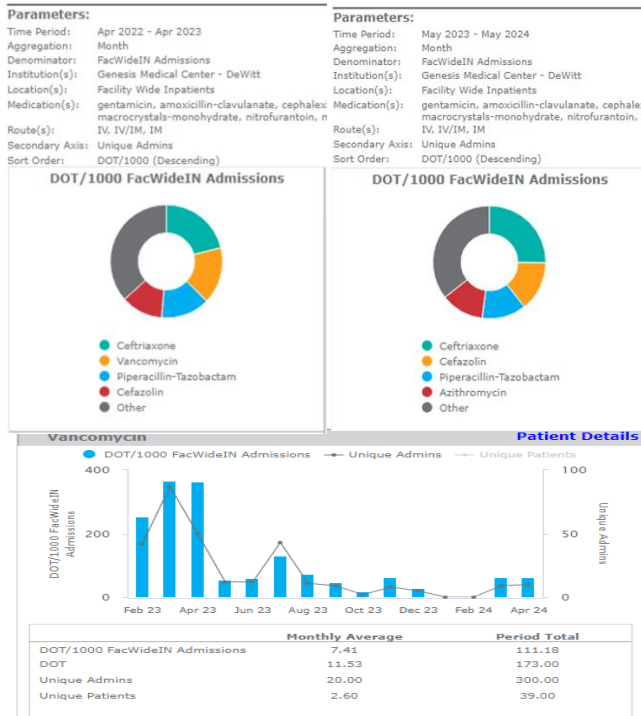 Parameters:
Time Period: Apr 2022 - Apr 2023
Aggregation: Month
Denominator: FacWideIN Admissions
Institution(s): Genesis Medical Center - DeWitt
Location(s): Facility Wide Inpatients
Medication(s): gentamicin, amoxicillin-clavulanate, cephalex
macrocrystals-monohydrate, nitrofurantoin, n
Route(s): IV, IV/IM, IM
Secondary Axis: Unique Admins
Sort Order: DOT/1000 (Descending)
DOT/1000 FacWideIN Admissions
Ceftriaxone
Vancomycin
Piperacillin-Tazobactam
Cefazolin
Other
Parameters:
Time Period: May 2023 - May 2024
Aggregation: Month
Denominator: FacWideIN Admissions
Institution(s): Genesis Medical Center - DeWitt
Location(s): Facility Wide Inpatients
Medication(s): gentamicin, amoxicillin-clavulanate, cephale
macrocrystals-monohydrate, nitrofurantoin,
Route(s): IV, IV/IM, IM
Secondary Axis: Unique Admins
Sort Order: DOT/1000 (Descending)
DOT/1000 FacWideIN Admissions
Ceftriaxone
Cefazolin
Piperacillin-Tazobactam
Azithromycin
Other
Vancomycin Patient Details
DOT/1000 FacWideIN Admissions Unique Admins Unique Patients
DOT/1000 FacWideIN
Admissions
400
200
0
100
50
0
Unique Admins
Feb 23 Apr 23 Jun 23 Aug 23 Oct 23 Dec 23 Feb 24 Apr 24
Monthly Average Period Total
DOT/1000 FacWideIN Admissions 7.41 111.18
DOT 11.53 173.00
Unique Admins 20.00 300.00
Unique Patients 2.60 39.00